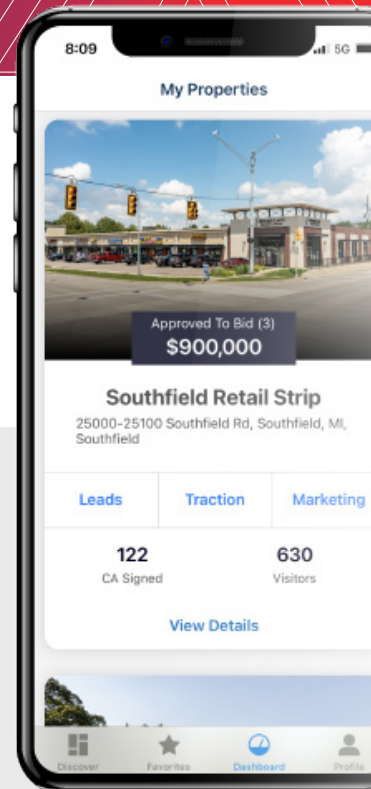 8:09
5G
My Properties
Approved To Bid (3)
$900,000
Southfield Retail Strip
25000-25100 Southfield Rd, Southfield, MI,
Southfield
Leads Traction Marketing
122 630
CA Signed Visitors
View Details
Discover Favorites Dashboard Profile